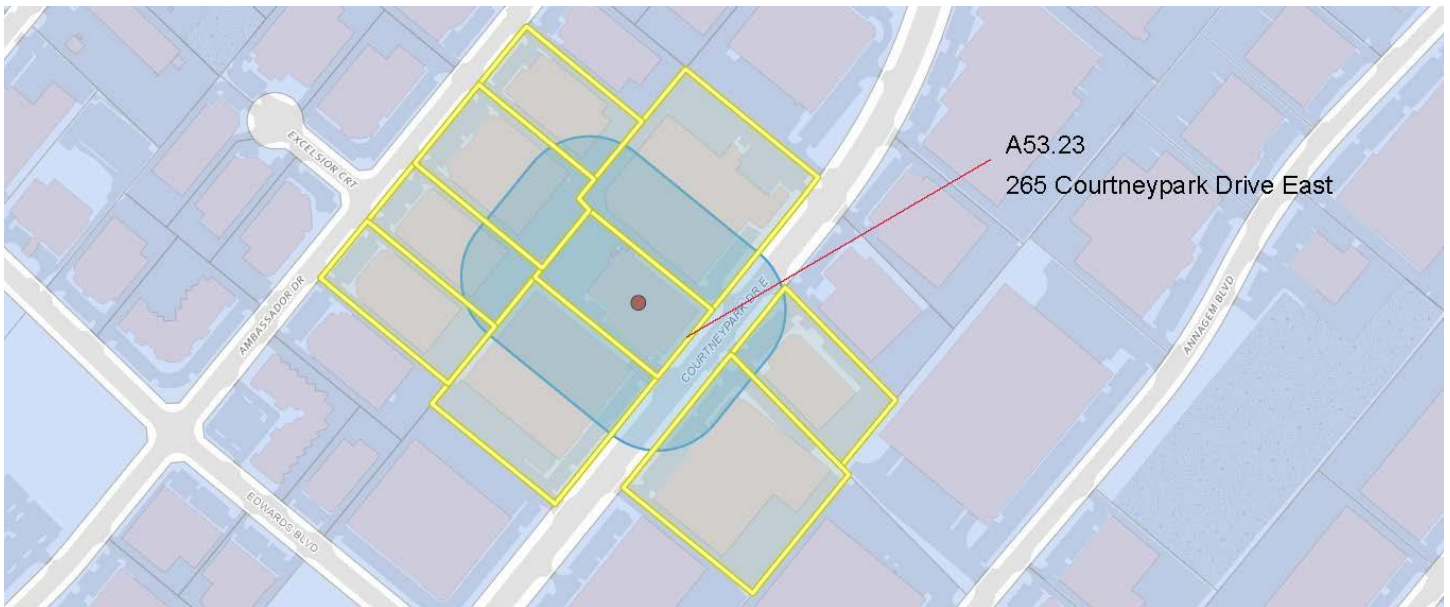 A53.23
265 Courtneypark Drive East
EXCELSIOR CRT
AMBASSADOR DR
COURTNEYPARK DR E
ANNAGEM BLVD
EDWARDS BLVD